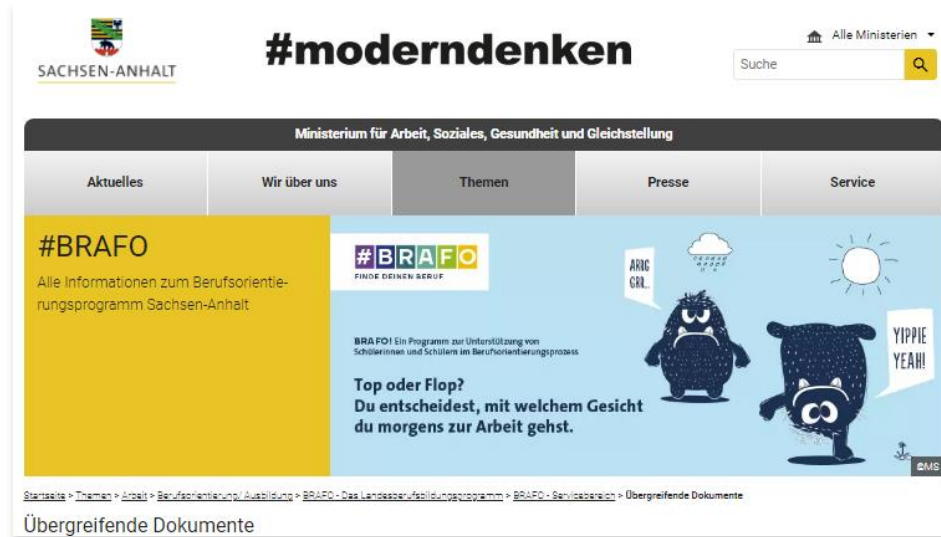 SACHSEN-ANHALT
#moderndenken
Alle Ministerien
Suche
Ministerium für Arbeit, Soziales, Gesundheit und Gleichstellung
Aktuelles
Wir über uns
Themen
Presse
Service
#BRAFO
Alle Informationen zum Berufsorientie-
rungsprogramm Sachsen-Anhalt
#BRAFO
FINDE DEINEN BERUF
BRAFO! Ein Programm zur Unterstützung von
Schülerinnen und Schülern im Berufsorientierungsprozess
Top oder Flop?
Du entscheidest, mit welchem Gesicht
du morgens zur Arbeit gehst.
ARRG
GRR...
YIPPIE
YEAH!
©MS
Startseite > Themen > Arbeit > Berufsorientierung/ Ausbildung > BRAFO - Das Landesberufsbildungsprogramm > BRAFO - Servicebereich > Übergreifende Dokumente
Übergreifende Dokumente